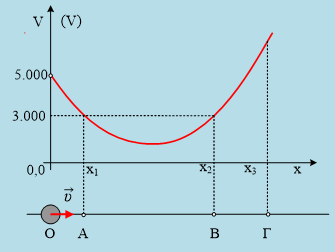 V (V)
5.000
3.000
0,0 x₁ x₂ x₃ x
υ⃗
O A B Γ